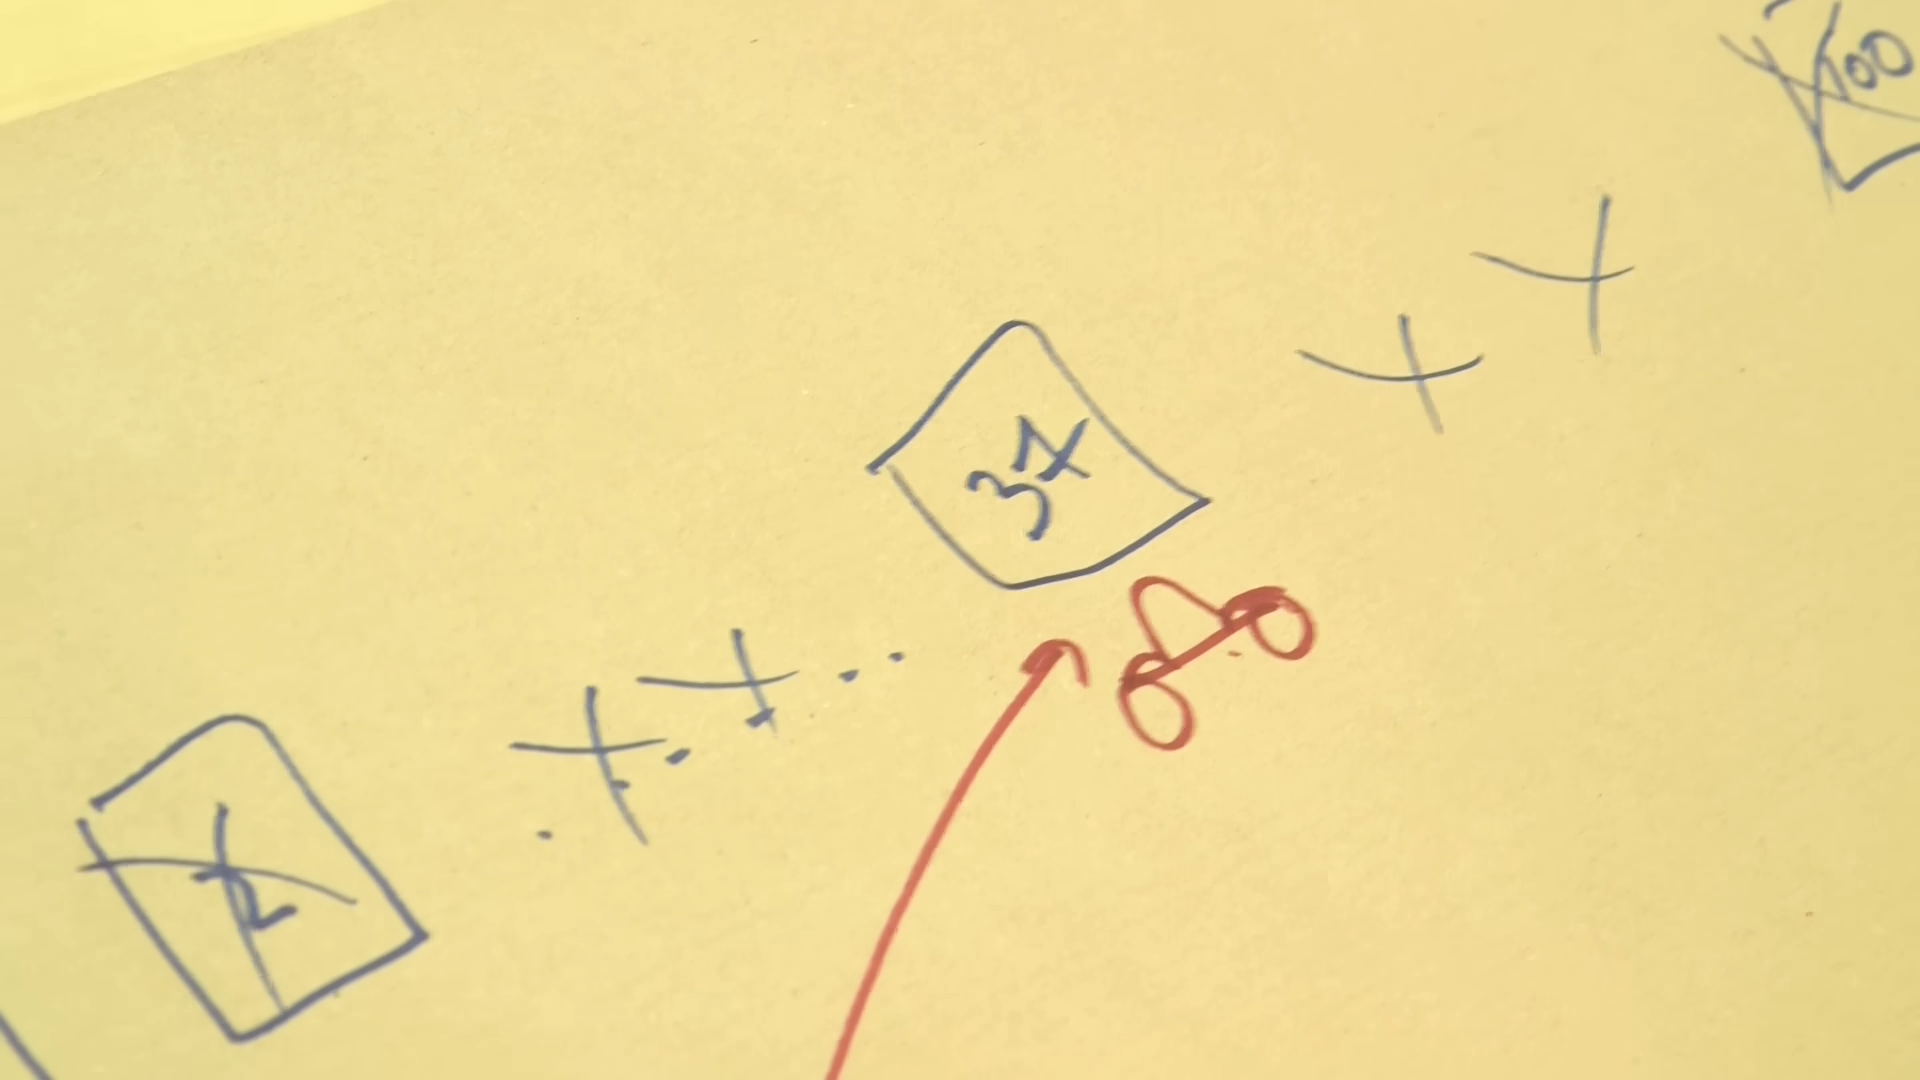 2 . . . . . 37 100